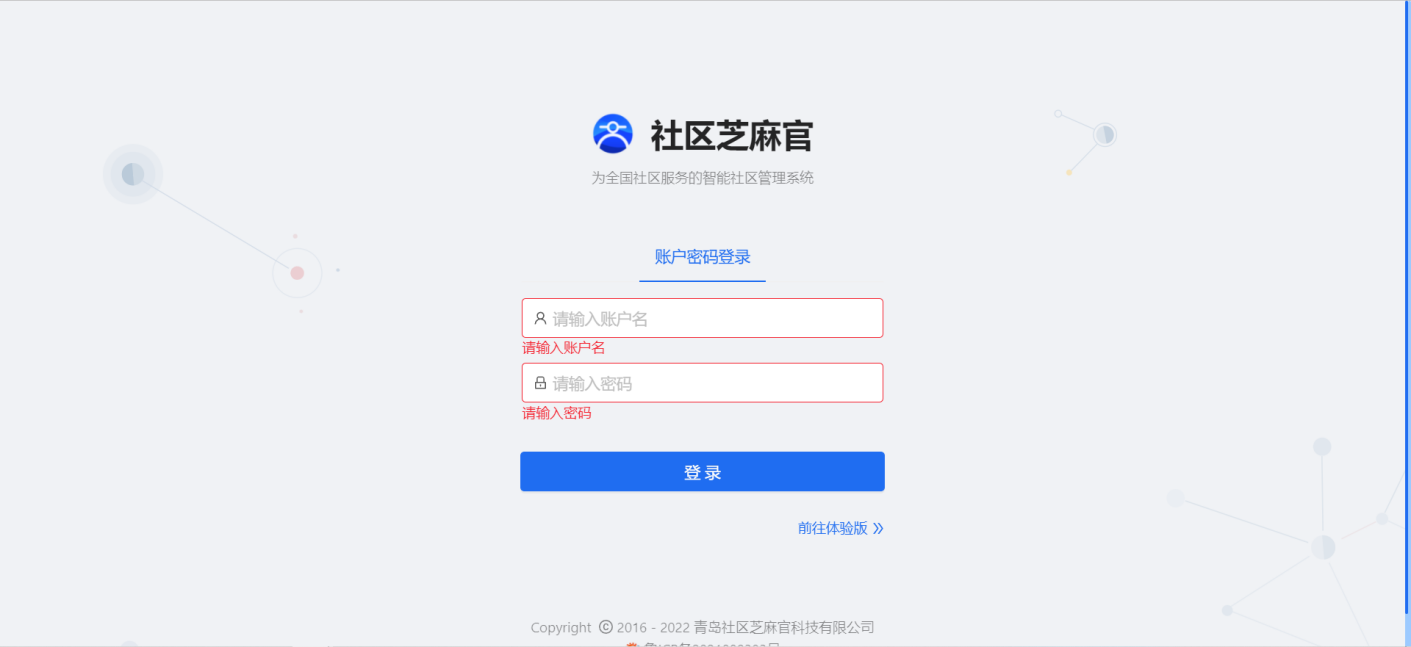 社区芝麻官
为全国社区服务的智能社区管理系统
账户密码登录
请输入账户名
请输入账户名
请输入密码
请输入密码
登 录
前往体验版 »
Copyright © 2016 - 2022 青岛社区芝麻官科技有限公司